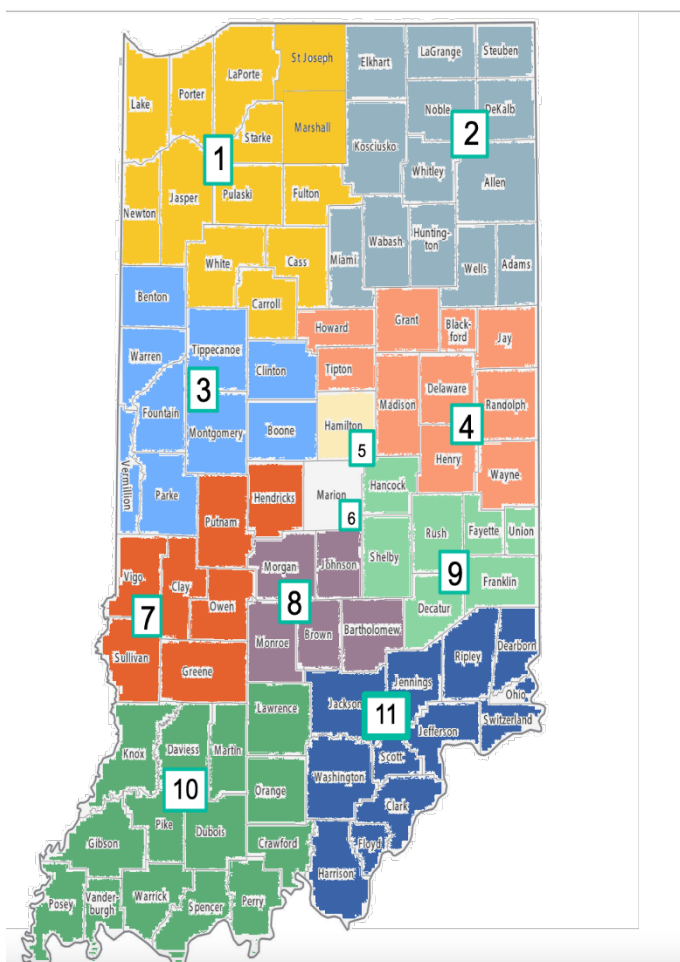 St Joseph
Elkhart
LaGrange
Steuben
LaPorte
Porter
Lake
Noble
DeKalb
Starke
Marshall
Kosciusko
2
1
Whitley
Allen
Newton
Jasper
Pulaski
Fulton
Wabash
Hunting-
ton
Miami
White
Cass
Wells
Adams
Carroll
Benton
Howard
Grant
Black-
ford
Jay
Warren
Tippecanoe
Clinton
Tipton
3
Madison
Delaware
Randolph
Fountain
Montgomery
Boone
Hamilton
4
5
Henry
Wayne
Vermillion
Parke
Hendricks
Marion
Hancock
Putnam
6
Rush
Fayette
Union
Shelby
9
Morgan
Johnson
Vigo
Clay
Franklin
Owen
8
Decatur
7
Monroe
Brown
Bartholomew
Sullivan
Greene
Ripley
Dearborn
Jennings
Ohio
Lawrence
Jackson
11
Switzerland
Jefferson
Knox
Daviess
Martin
Scott
Washington
10
Orange
Clark
Pike
Dubois
Gibson
Crawford
Floyd
Harrison
Posey
Vander-
burgh
Warrick
Spencer
Perry